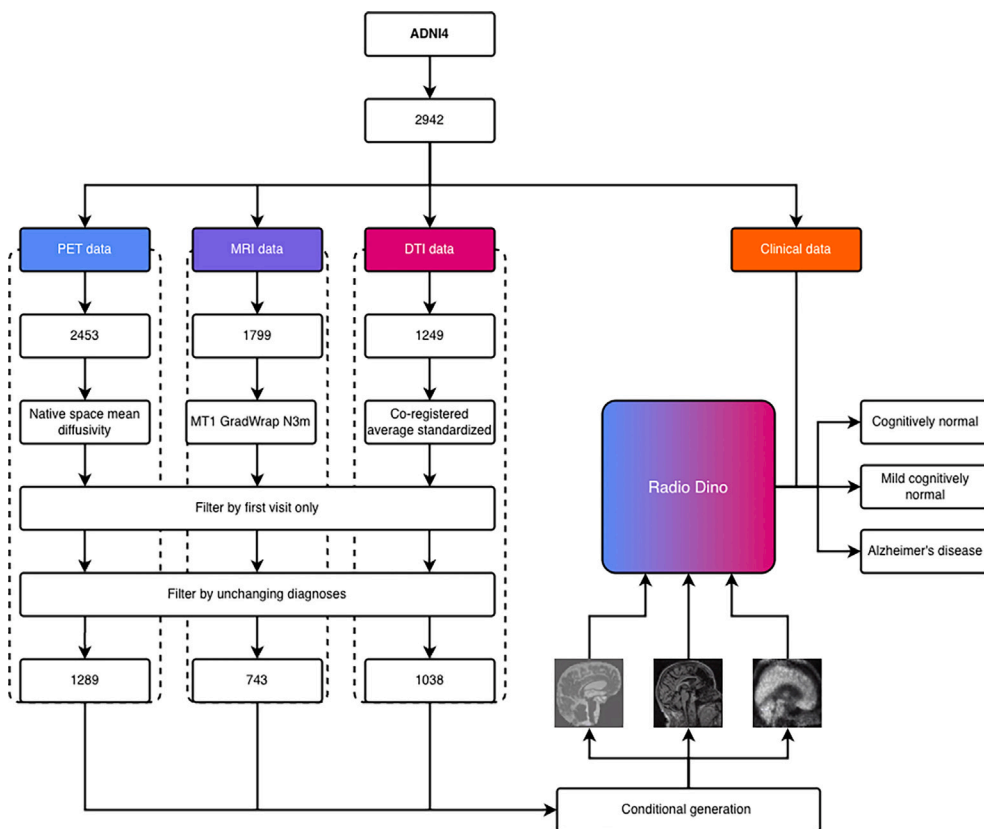 ADNI4
2942
PET data
MRI data
DTI data
Clinical data
2453
1799
1249
Native space mean
diffusivity
MT1 GradWrap N3m
Co-registered
average standardized
Filter by first visit only
Filter by unchanging diagnoses
1289
743
1038
Radio Dino
Cognitively normal
Mild cognitively
normal
Alzheimer's disease
Conditional generation